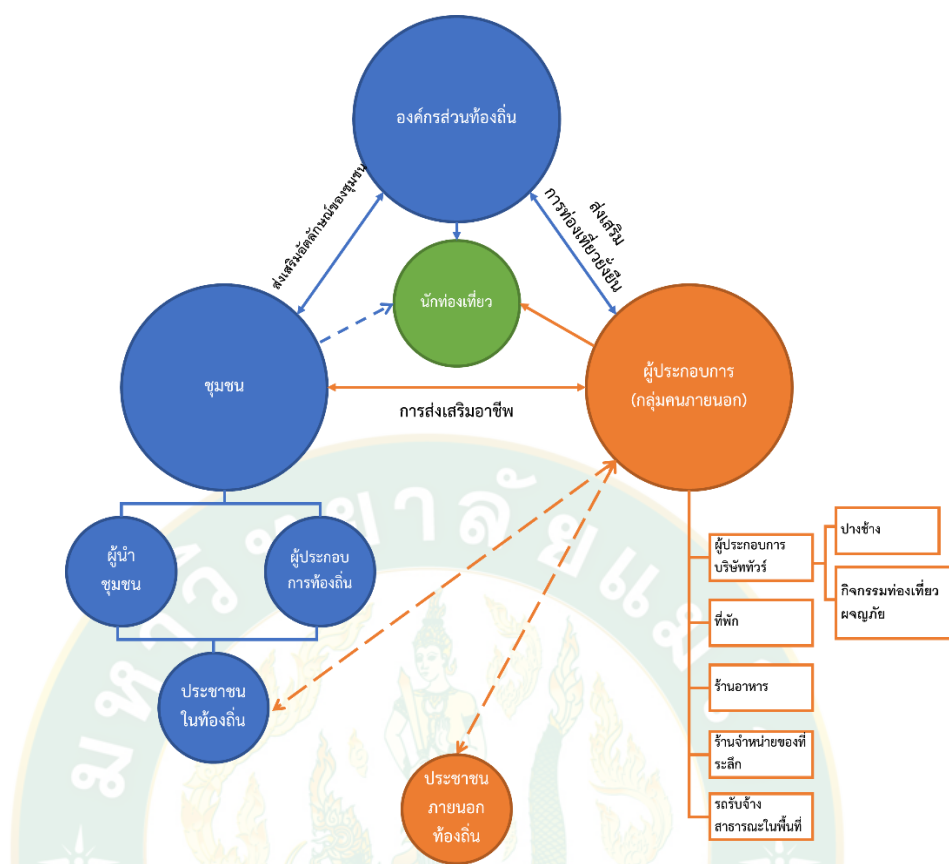 องค์กรส่วนท้องถิ่น
ส่งเสริมอัตลักษณ์ของชุมชน
ส่งเสริม
การท่องเที่ยวยั่งยืน
นักท่องเที่ยว
ชุมชน
ผู้ประกอบการ
(กลุ่มคนภายนอก)
การส่งเสริมอาชีพ
ผู้นำ
ชุมชน
ผู้ประกอบ
การท้องถิ่น
ประชาชน
ในท้องถิ่น
ประชาชน
ภายนอก
ท้องถิ่น
ผู้ประกอบการ
บริษัททัวร์
ปางช้าง
กิจกรรมท่องเที่ยว
ผจญภัย
ที่พัก
ร้านอาหาร
ร้านจำหน่ายของที่
ระลึก
รถรับจ้าง
สาธารณะในพื้นที่